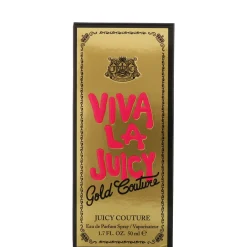 VIVA
LA
JUICY
Gold Couture
JUICY COUTURE
Eau de Parfum Spray / Vaporisateur
1.7 FL. OZ. 50 ml e